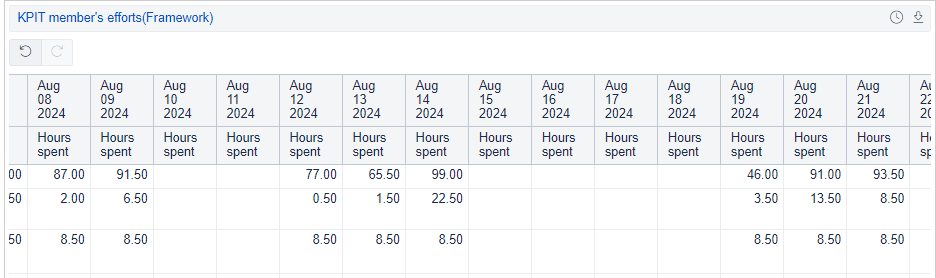 KPIT member's efforts(Framework)
Aug Aug Aug Aug Aug Aug Aug Aug Aug Aug Aug Aug Aug Aug
08 09 10 11 12 13 14 15 16 17 18 19 20 21 22
2024 2024 2024 2024 2024 2024 2024 2024 2024 2024 2024 2024 2024 2024
Hours Hours Hours Hours Hours Hours Hours Hours Hours Hours Hours Hours Hours Hours
spent spent spent spent spent spent spent spent spent spent spent spent spent spent
00 87.00 91.50 77.00 65.50 99.00 46.00 91.00 93.50
50 2.00 6.50 0.50 1.50 22.50 3.50 13.50 8.50
50 8.50 8.50 8.50 8.50 8.50 8.50 8.50 8.50